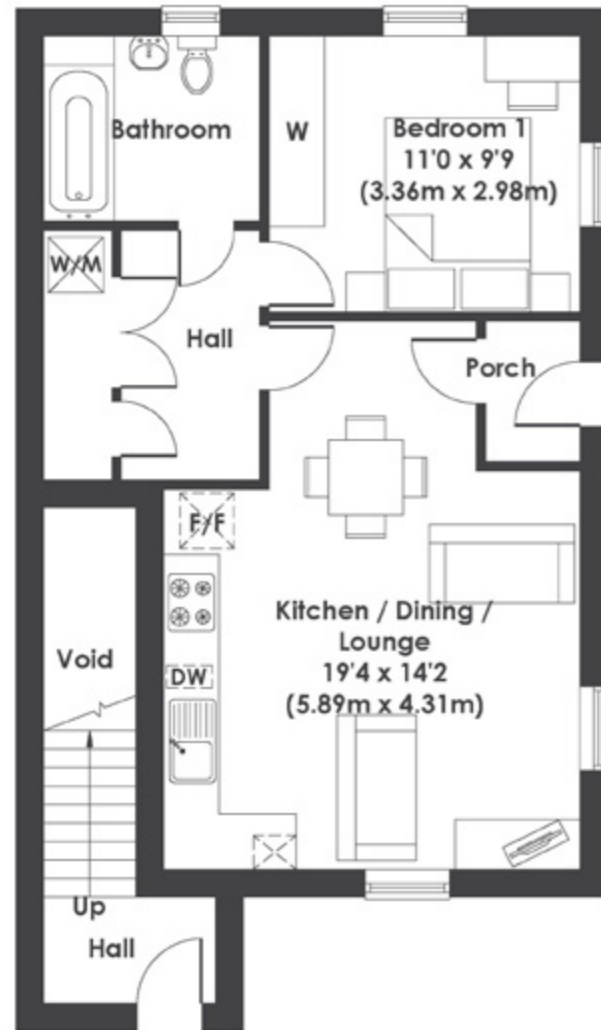 Bathroom
W
Bedroom 1
11'0 x 9'9
(3.36m x 2.98m)
W/M
Hall
Porch
F/F
Kitchen / Dining /
Lounge
19'4 x 14'2
(5.89m x 4.31m)
DW
Void
Up
Hall